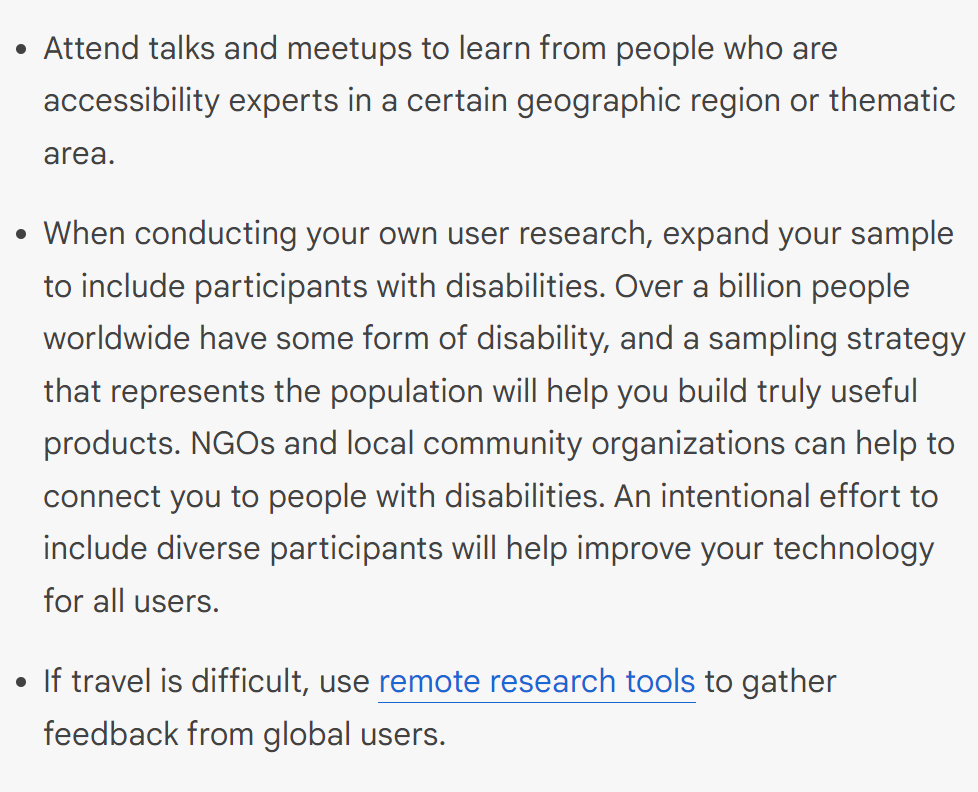 • Attend talks and meetups to learn from people who are
accessibility experts in a certain geographic region or thematic
area.
• When conducting your own user research, expand your sample
to include participants with disabilities. Over a billion people
worldwide have some form of disability, and a sampling strategy
that represents the population will help you build truly useful
products. NGOs and local community organizations can help to
connect you to people with disabilities. An intentional effort to
include diverse participants will help improve your technology
for all users.
• If travel is difficult, use remote research tools to gather
feedback from global users.